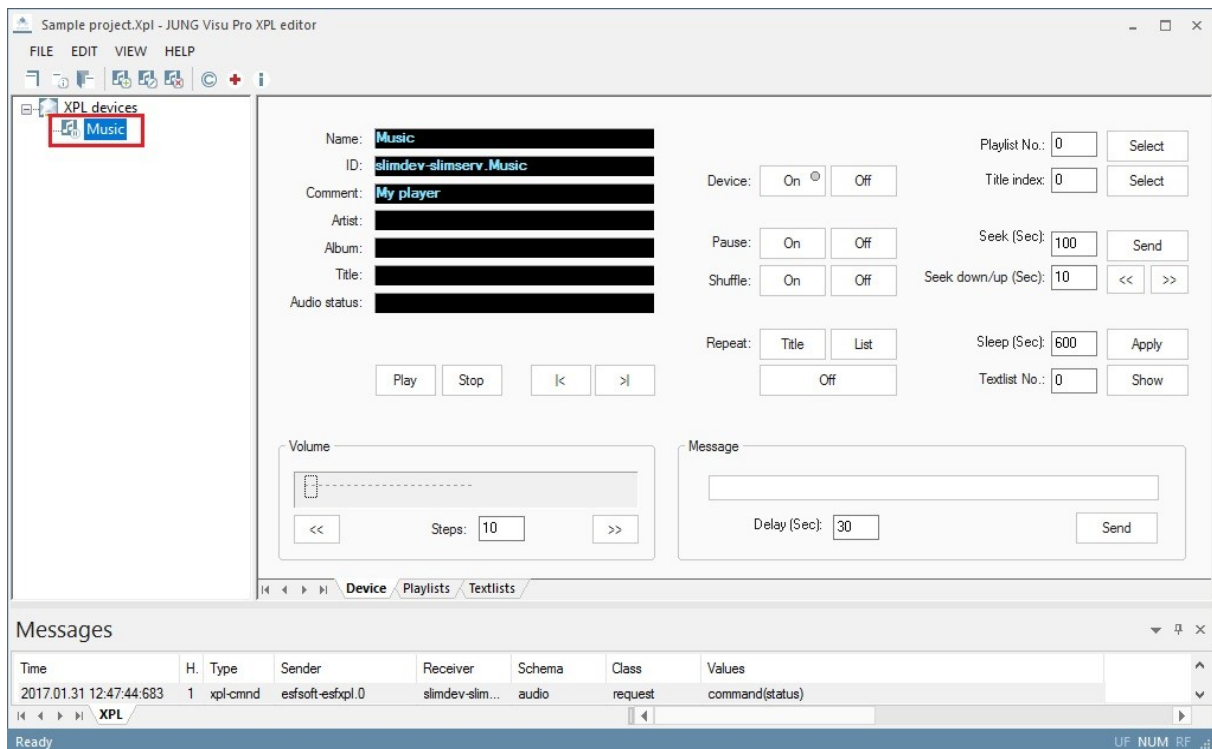 Sample project.Xpl - JUNG Visu Pro XPL editor
FILE EDIT VIEW HELP
XPL devices
Music
Name: Music
ID: slimdev-slimserv.Music
Comment: My player
Artist:
Album:
Title:
Audio status:
Play Stop |< >|
Device: On Off
Pause: On Off
Shuffle: On Off
Repeat: Title List
Off
Playlist No.: 0 Select
Title index: 0 Select
Seek (Sec): 100 Send
Seek down/up (Sec): 10 << >>
Sleep (Sec): 600 Apply
Textlist No.: 0 Show
Volume
<< Steps: 10 >>
Message
Delay (Sec): 30 Send
Device Playlists Textlists
Messages
Time H. Type Sender Receiver Schema Class Values
2017.01.31 12:47:44:683 1 xpl-cmnd esfsoft-esfxpl.0 slimdev-slim... audio request command(status)
XPL
Ready UF NUM RF